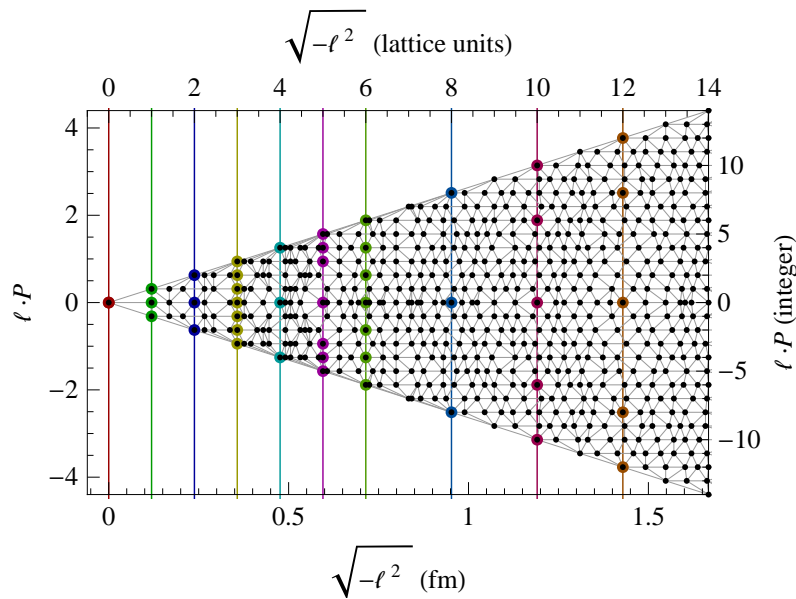 √−ℓ² (lattice units)
0 2 4 6 8 10 12 14
4 2 0 −2 −4
ℓ·P
10 5 0 −5 −10
ℓ·P (integer)
0 0.5 1 1.5
√−ℓ² (fm)